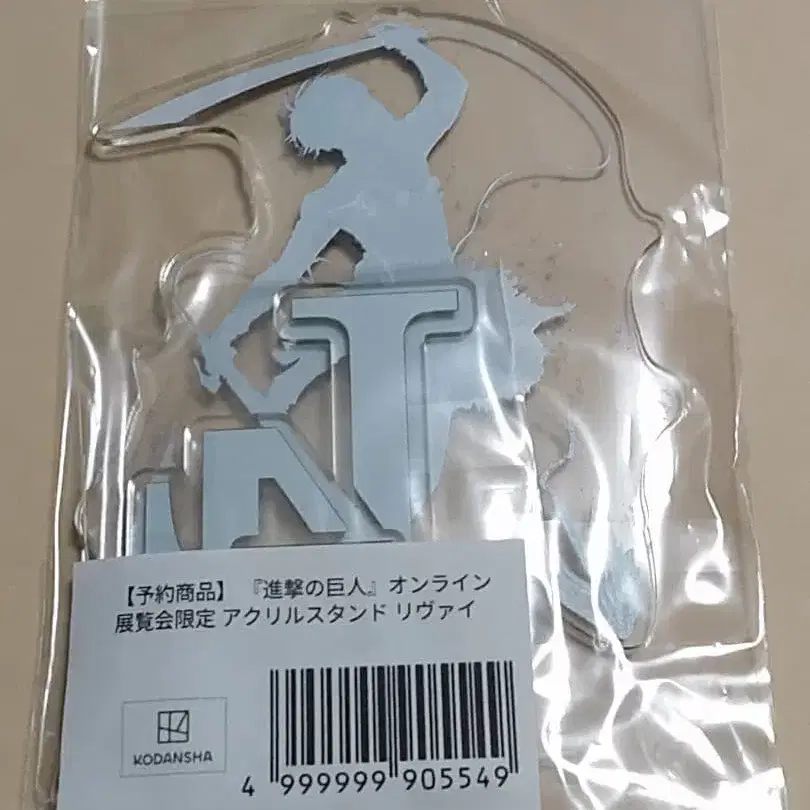 【予約商品】 『進撃の巨人』オンライン
展覧会限定 アクリルスタンド リヴァイ
KODANSHA
4 999999 905549